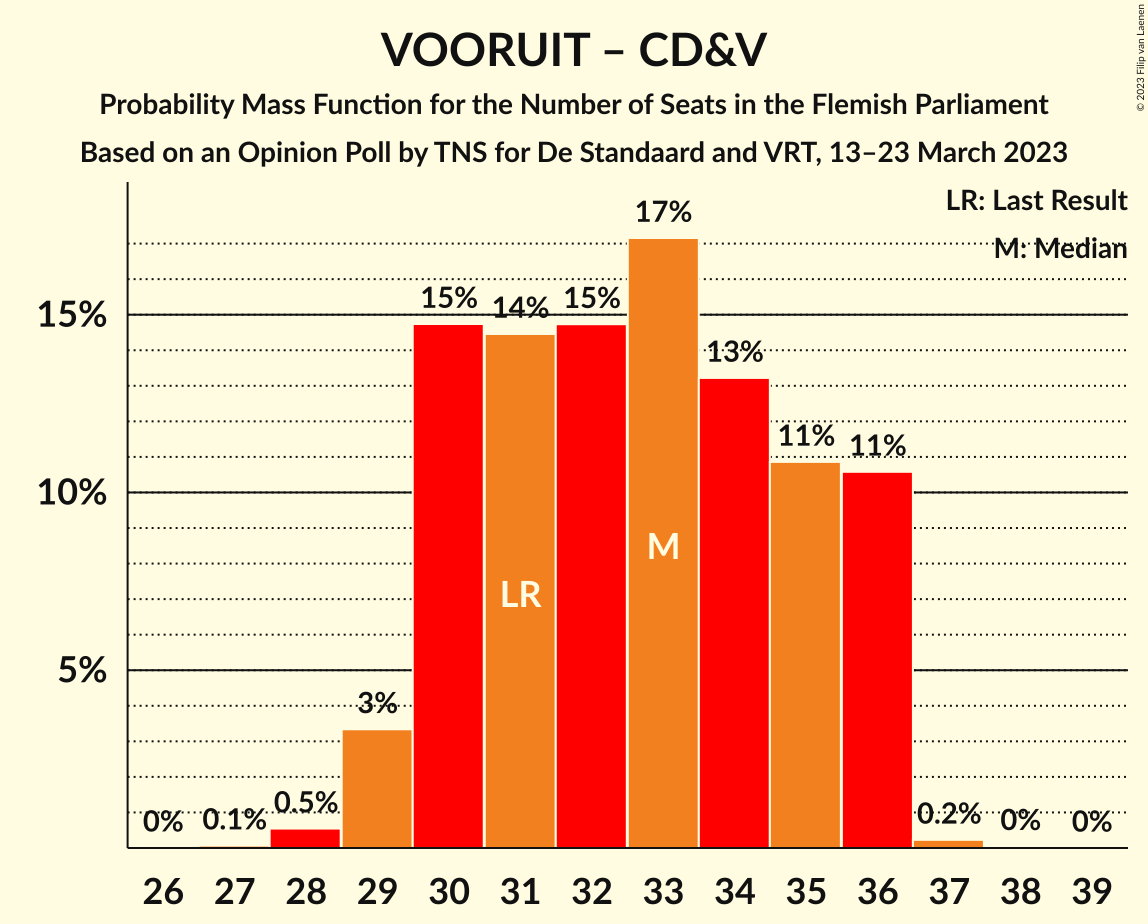 VOORUIT – CD&V
Probability Mass Function for the Number of Seats in the Flemish Parliament
Based on an Opinion Poll by TNS for De Standaard and VRT, 13–23 March 2023
© 2023 Filip van Laenen
LR: Last Result
M: Median
15%
10%
5%
0%
0.1%
0.5%
3%
15%
14%
15%
17%
13%
11%
11%
0.2%
0%
0%
LR
M
26 27 28 29 30 31 32 33 34 35 36 37 38 39